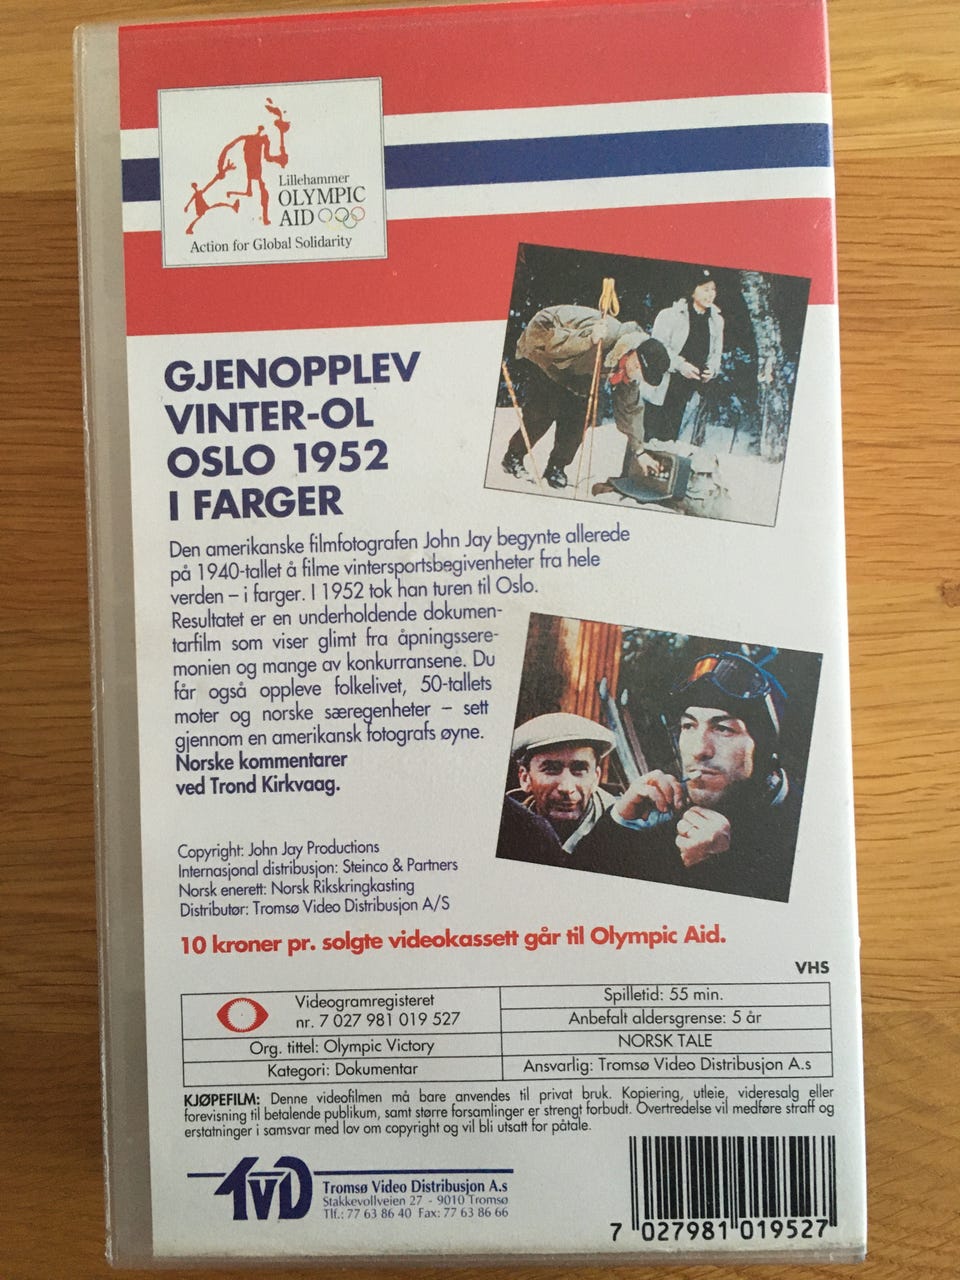 Lillehammer
OLYMPIC
AID
Action for Global Solidarity
GJENOPPLEV
VINTER-OL
OSLO 1952
I FARGER
Den amerikanske filmfotografen John Jay begynte allerede
på 1940-tallet å filme vintersportsbegivenheter fra hele
verden – i farger. I 1952 tok han turen til Oslo.
Resultatet er en underholdende dokumen-
tarfilm som viser glimt fra åpningssere-
monien og mange av konkurransene. Du
får også oppleve folkelivet, 50-tallets
moter og norske særegenheter – sett
gjennom en amerikansk fotografs øyne.
Norske kommentarer
ved Trond Kirkvaag.
Copyright: John Jay Productions
Internasjonal distribusjon: Steinco & Partners
Norsk enerett: Norsk Rikskringkasting
Distributør: Tromsø Video Distribusjon A/S
10 kroner pr. solgte videokassett går til Olympic Aid.
VHS
Videogramregisteret
nr. 7 027 981 019 527
Org. tittel: Olympic Victory
Kategori: Dokumentar
Spilletid: 55 min.
Anbefalt aldersgrense: 5 år
NORSK TALE
Ansvarlig: Tromsø Video Distribusjon A.s
KJØPEFILM: Denne videofilmen må bare anvendes til privat bruk. Kopiering, utleie, videresalg eller
forevisning til betalende publikum, samt større forsamlinger er strengt forbudt. Overtredelse vil medføre straff og
erstatninger i samsvar med lov om copyright og vil bli utsatt for påtale.
TVD
Tromsø Video Distribusjon A.s
Stakkevollveien 27 - 9010 Tromsø
Tlf.: 77 63 86 40 Fax: 77 63 86 66
7 027981 019527